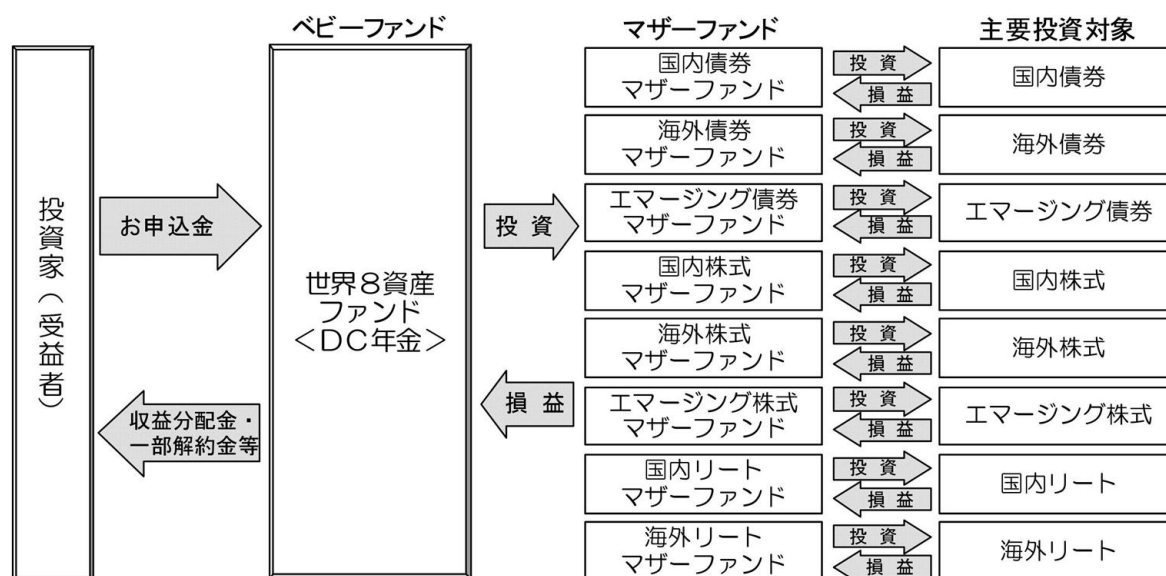 ベビーファンド
マザーファンド
主要投資対象
投資家（受益者）
お申込金
収益分配金・
一部解約金等
世界８資産
ファンド
＜ＤＣ年金＞
投 資
損 益
国内債券
マザーファンド
投 資
損 益
国内債券
海外債券
マザーファンド
投 資
損 益
海外債券
エマージング債券
マザーファンド
投 資
損 益
エマージング債券
国内株式
マザーファンド
投 資
損 益
国内株式
海外株式
マザーファンド
投 資
損 益
海外株式
エマージング株式
マザーファンド
投 資
損 益
エマージング株式
国内リート
マザーファンド
投 資
損 益
国内リート
海外リート
マザーファンド
投 資
損 益
海外リート